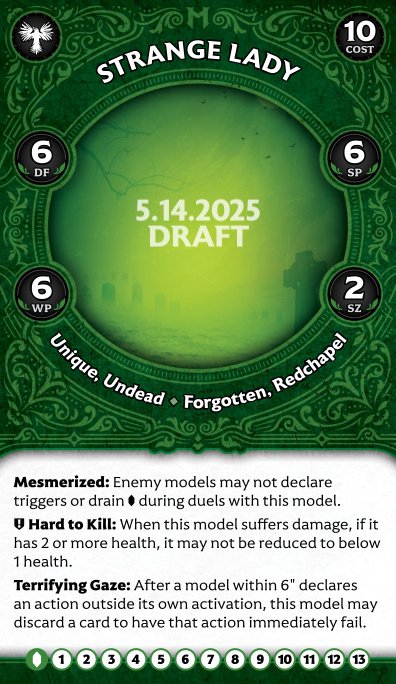 STRANGE LADY
10
COST
6
DF
6
SP
5.14.2025
DRAFT
6
WP
2
SZ
Unique, Undead ◆ Forgotten, Redchapel
Mesmerized: Enemy models may not declare
triggers or drain during duels with this model.
Hard to Kill: When this model suffers damage, if it
has 2 or more health, it may not be reduced to below
1 health.
Terrifying Gaze: After a model within 6" declares
an action outside its own activation, this model may
discard a card to have that action immediately fail.
1 2 3 4 5 6 7 8 9 10 11 12 13